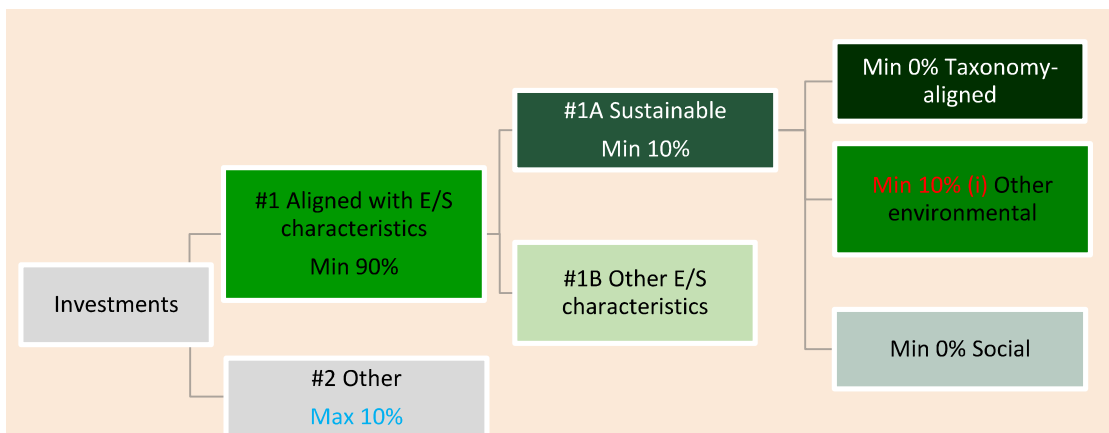 Investments
#1 Aligned with E/S
characteristics
Min 90%
#2 Other
Max 10%
#1A Sustainable
Min 10%
#1B Other E/S
characteristics
Min 0% Taxonomy-
aligned
Min 10% (i) Other
environmental
Min 0% Social